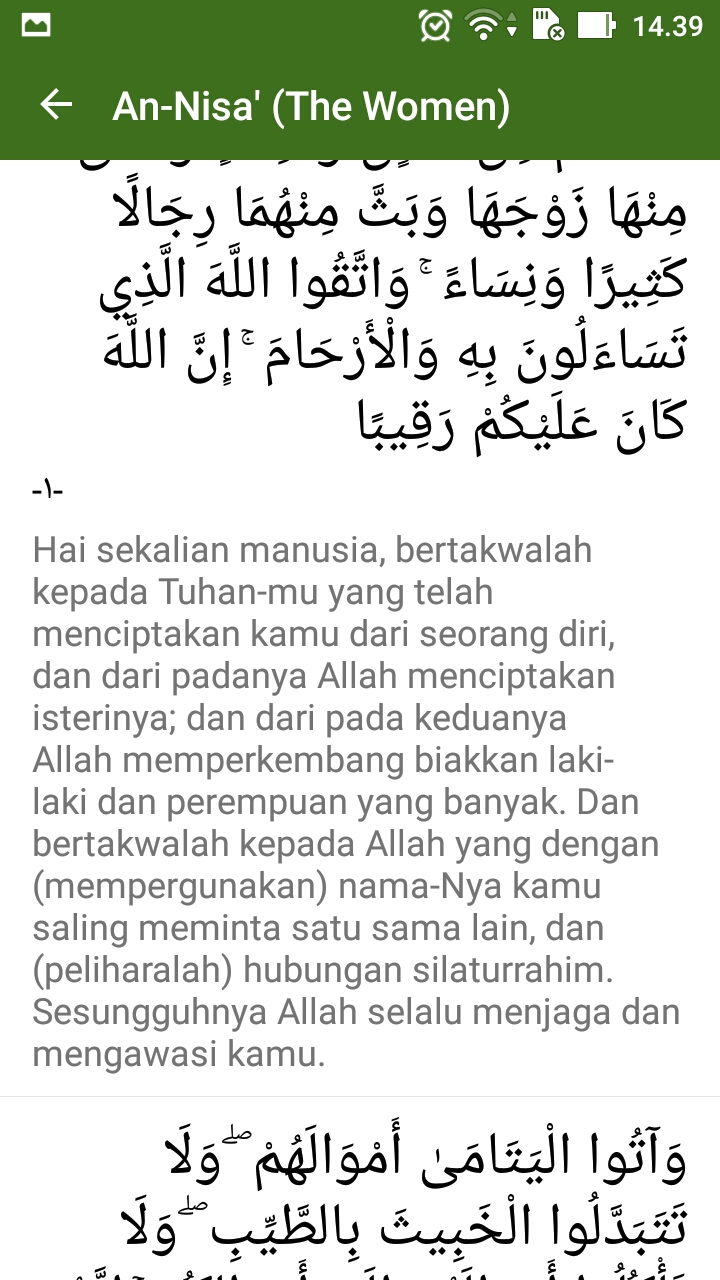 14.39
An-Nisa' (The Women)
مِنْهَا زَوْجَهَا وَبَثَّ مِنْهُمَا رِجَالًا
كَثِيرًا وَنِسَاءً ۚ وَاتَّقُوا اللَّهَ الَّذِي
تَسَاءَلُونَ بِهِ وَالْأَرْحَامَ ۚ إِنَّ اللَّهَ
كَانَ عَلَيْكُمْ رَقِيبًا
-١-
Hai sekalian manusia, bertakwalah
kepada Tuhan-mu yang telah
menciptakan kamu dari seorang diri,
dan dari padanya Allah menciptakan
isterinya; dan dari pada keduanya
Allah memperkembang biakkan laki-
laki dan perempuan yang banyak. Dan
bertakwalah kepada Allah yang dengan
(mempergunakan) nama-Nya kamu
saling meminta satu sama lain, dan
(peliharalah) hubungan silaturrahim.
Sesungguhnya Allah selalu menjaga dan
mengawasi kamu.
وَآتُوا الْيَتَامَىٰ أَمْوَالَهُمْ ۖ وَلَا
تَتَبَدَّلُوا الْخَبِيثَ بِالطَّيِّبِ ۖ وَلَا